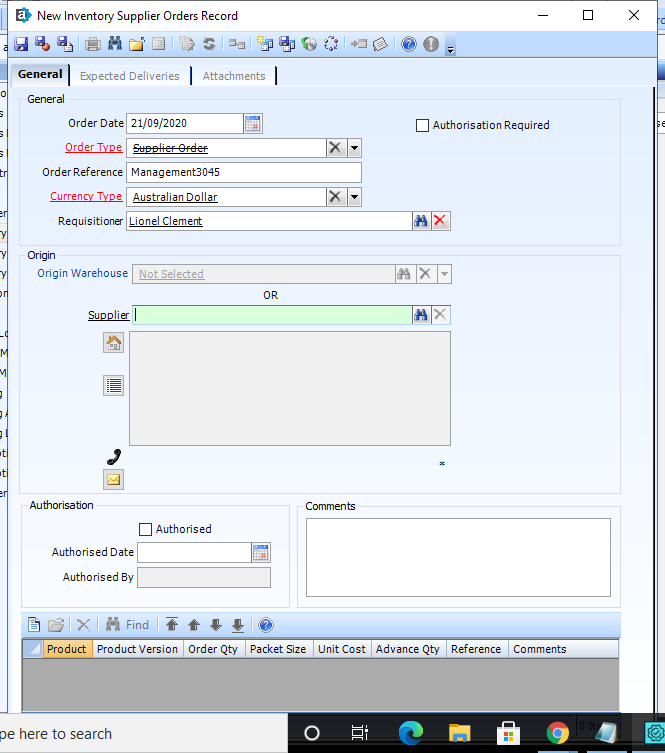 New Inventory Supplier Orders Record
General Expected Deliveries Attachments
General
Order Date 21/09/2020
Authorisation Required
Order Type Supplier Order
Order Reference Management3045
Currency Type Australian Dollar
Requisitioner Lionel Clement
Origin
Origin Warehouse Not Selected
OR
Supplier
*
Authorisation
Authorised
Authorised Date
Authorised By
Comments
Find
Product Product Version Order Qty Packet Size Unit Cost Advance Qty Reference Comments
pe here to search